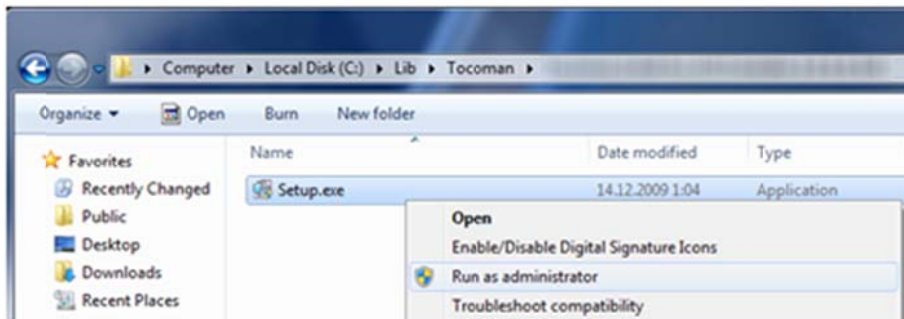 Computer ▸ Local Disk (C:) ▸ Lib ▸ Tocoman ▸
Organize ▾ Open Burn New folder
Name Date modified Type
Favorites
Recently Changed
Setup.exe 14.12.2009 1:04 Application
Public
Open
Desktop
Enable/Disable Digital Signature Icons
Downloads
Run as administrator
Recent Places
Troubleshoot compatibility